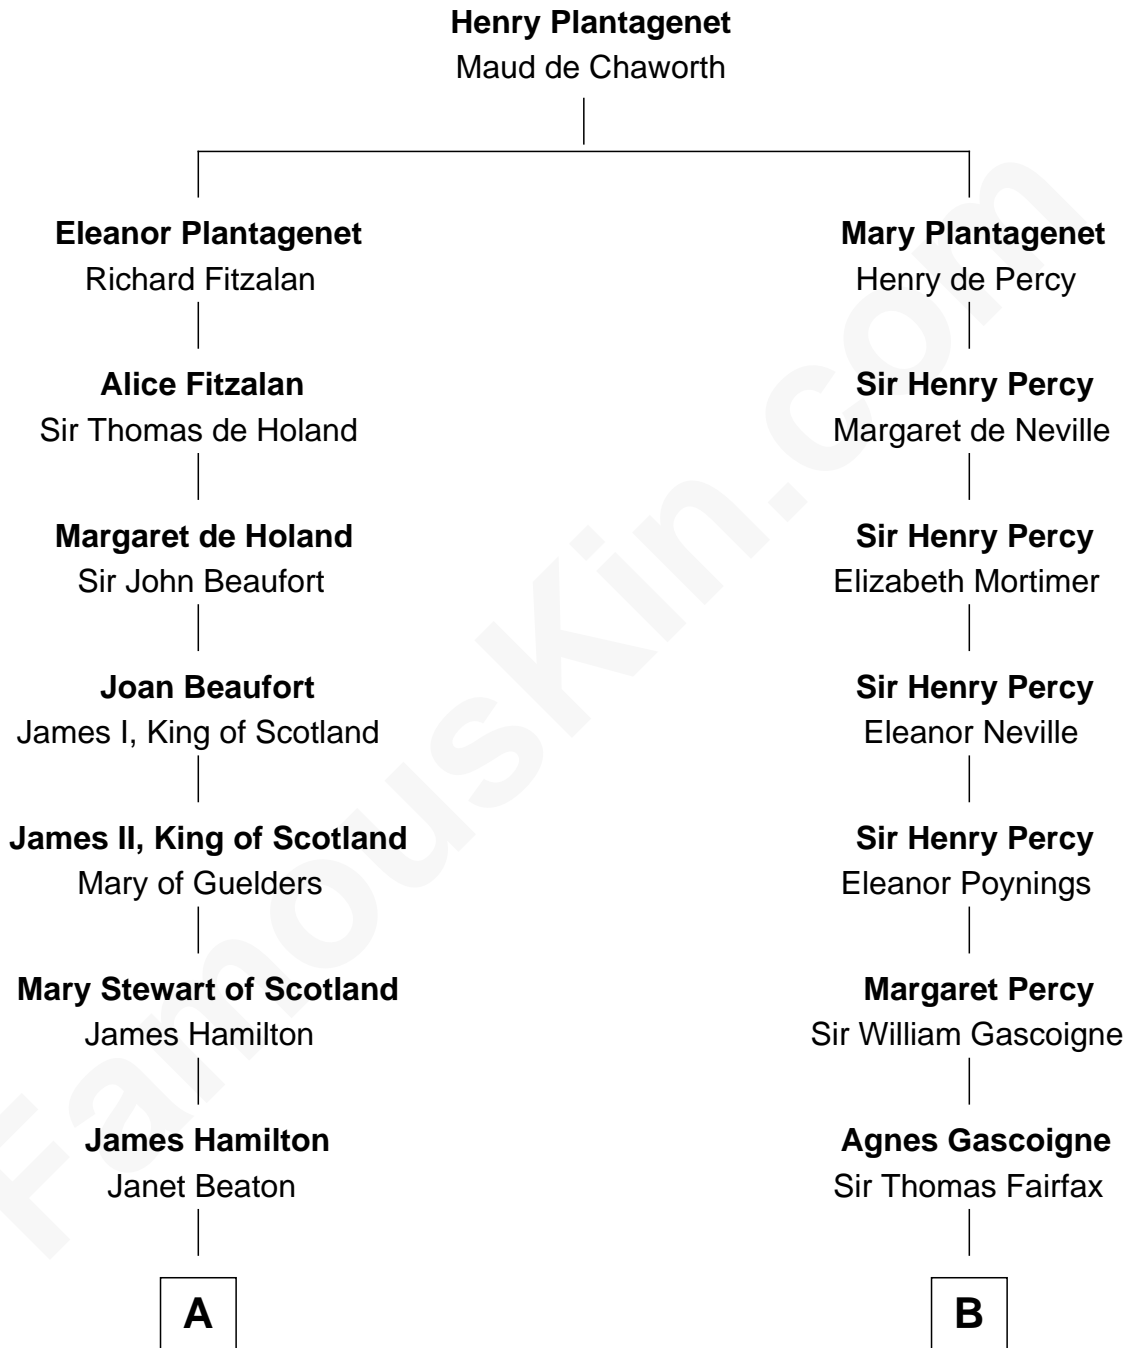 Henry Plantagenet
Maud de Chaworth
Eleanor Plantagenet
Richard Fitzalan
Mary Plantagenet
Henry de Percy
Alice Fitzalan
Sir Thomas de Holand
Sir Henry Percy
Margaret de Neville
Margaret de Holand
Sir John Beaufort
Sir Henry Percy
Elizabeth Mortimer
Joan Beaufort
James I, King of Scotland
Sir Henry Percy
Eleanor Neville
James II, King of Scotland
Mary of Guelders
Sir Henry Percy
Eleanor Poynings
Mary Stewart of Scotland
James Hamilton
Margaret Percy
Sir William Gascoigne
James Hamilton
Janet Beaton
Agnes Gascoigne
Sir Thomas Fairfax
A
B
FamousKin.com